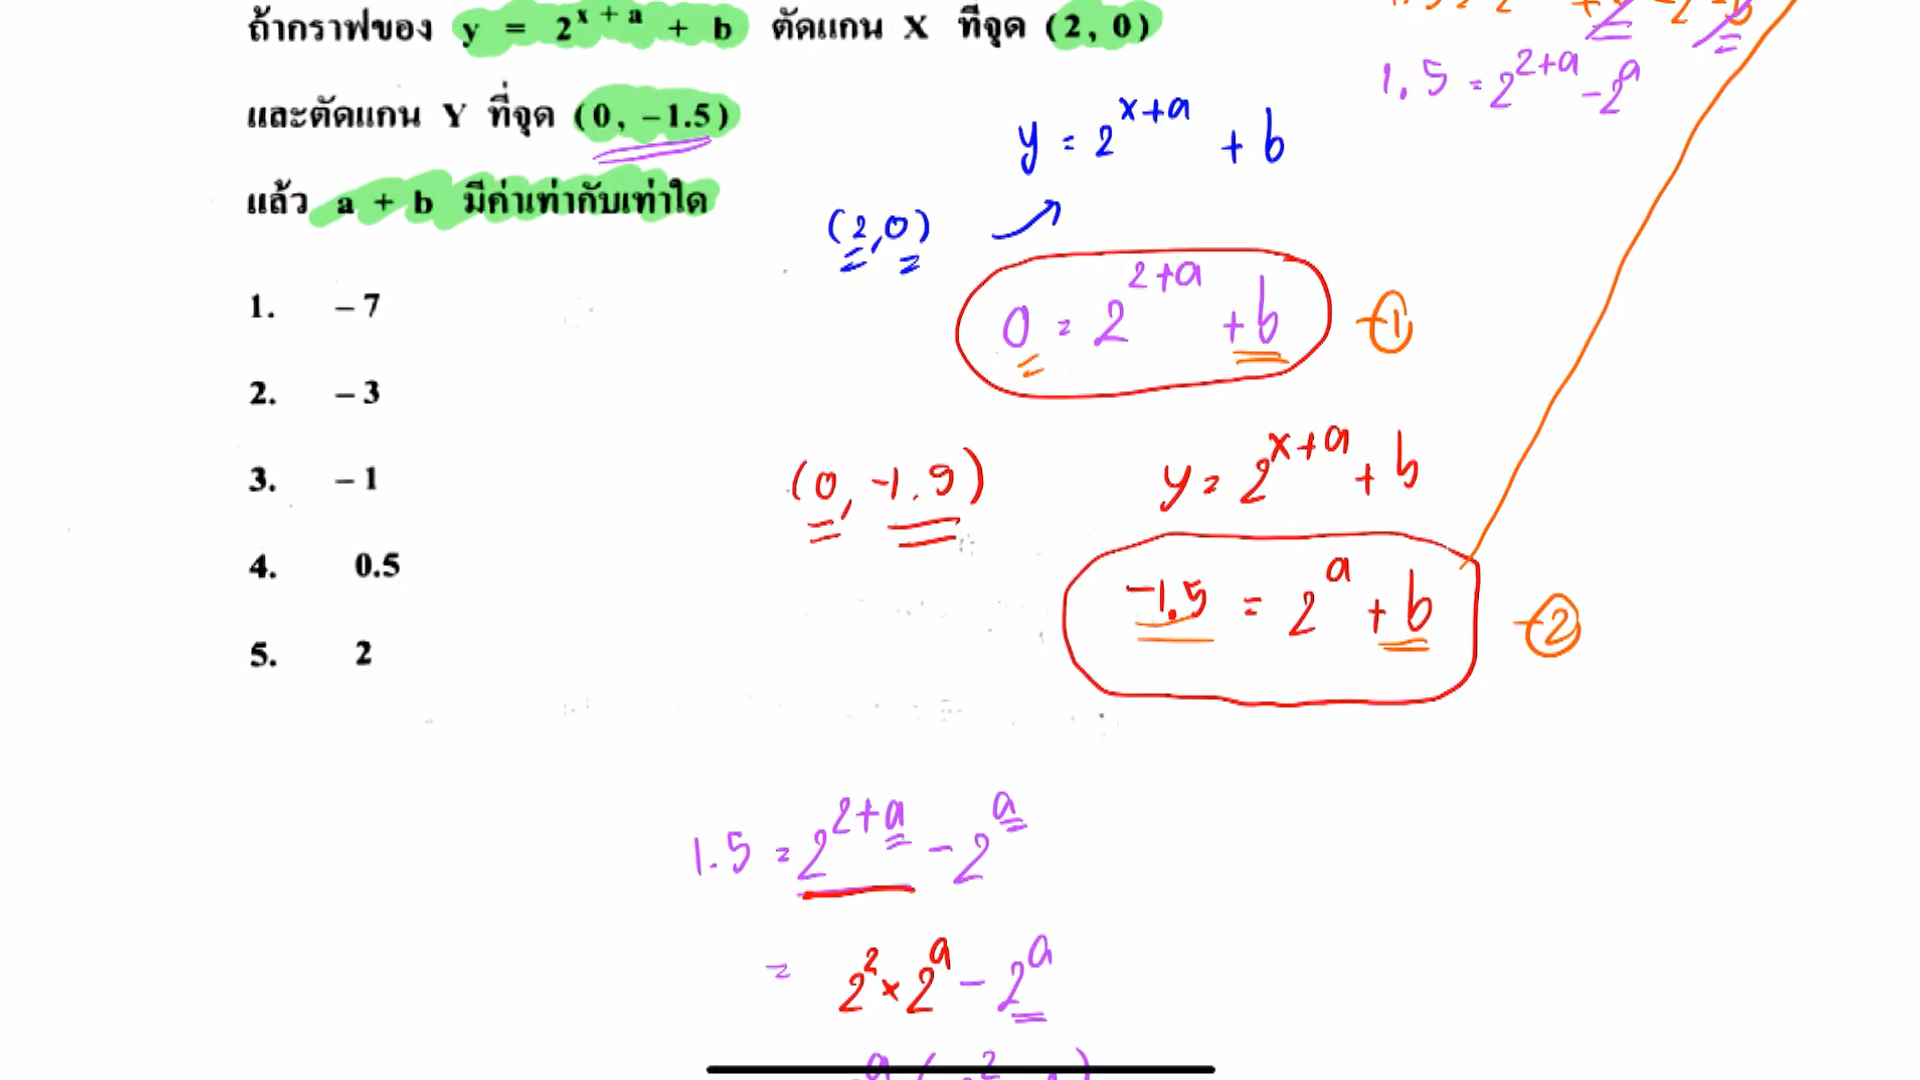 ถ้ากราฟของ y = 2^{x + a} + b ตัดแกน X ที่จุด (2, 0)
และตัดแกน Y ที่จุด (0, −1.5)
แล้ว a + b มีค่าเท่ากับเท่าใด
1. − 7
2. − 3
3. − 1
4. 0.5
5. 2
1.5 = 2^{2+a} - 2^a
y = 2^{x+a} + b
(2,0)
0 = 2^{2+a} + b -①
(0, -1.9)
y = 2^{x+a} + b
-1.5 = 2^a + b -②
1.5 = 2^{2+a} - 2^a
= 2^2 × 2^a - 2^a